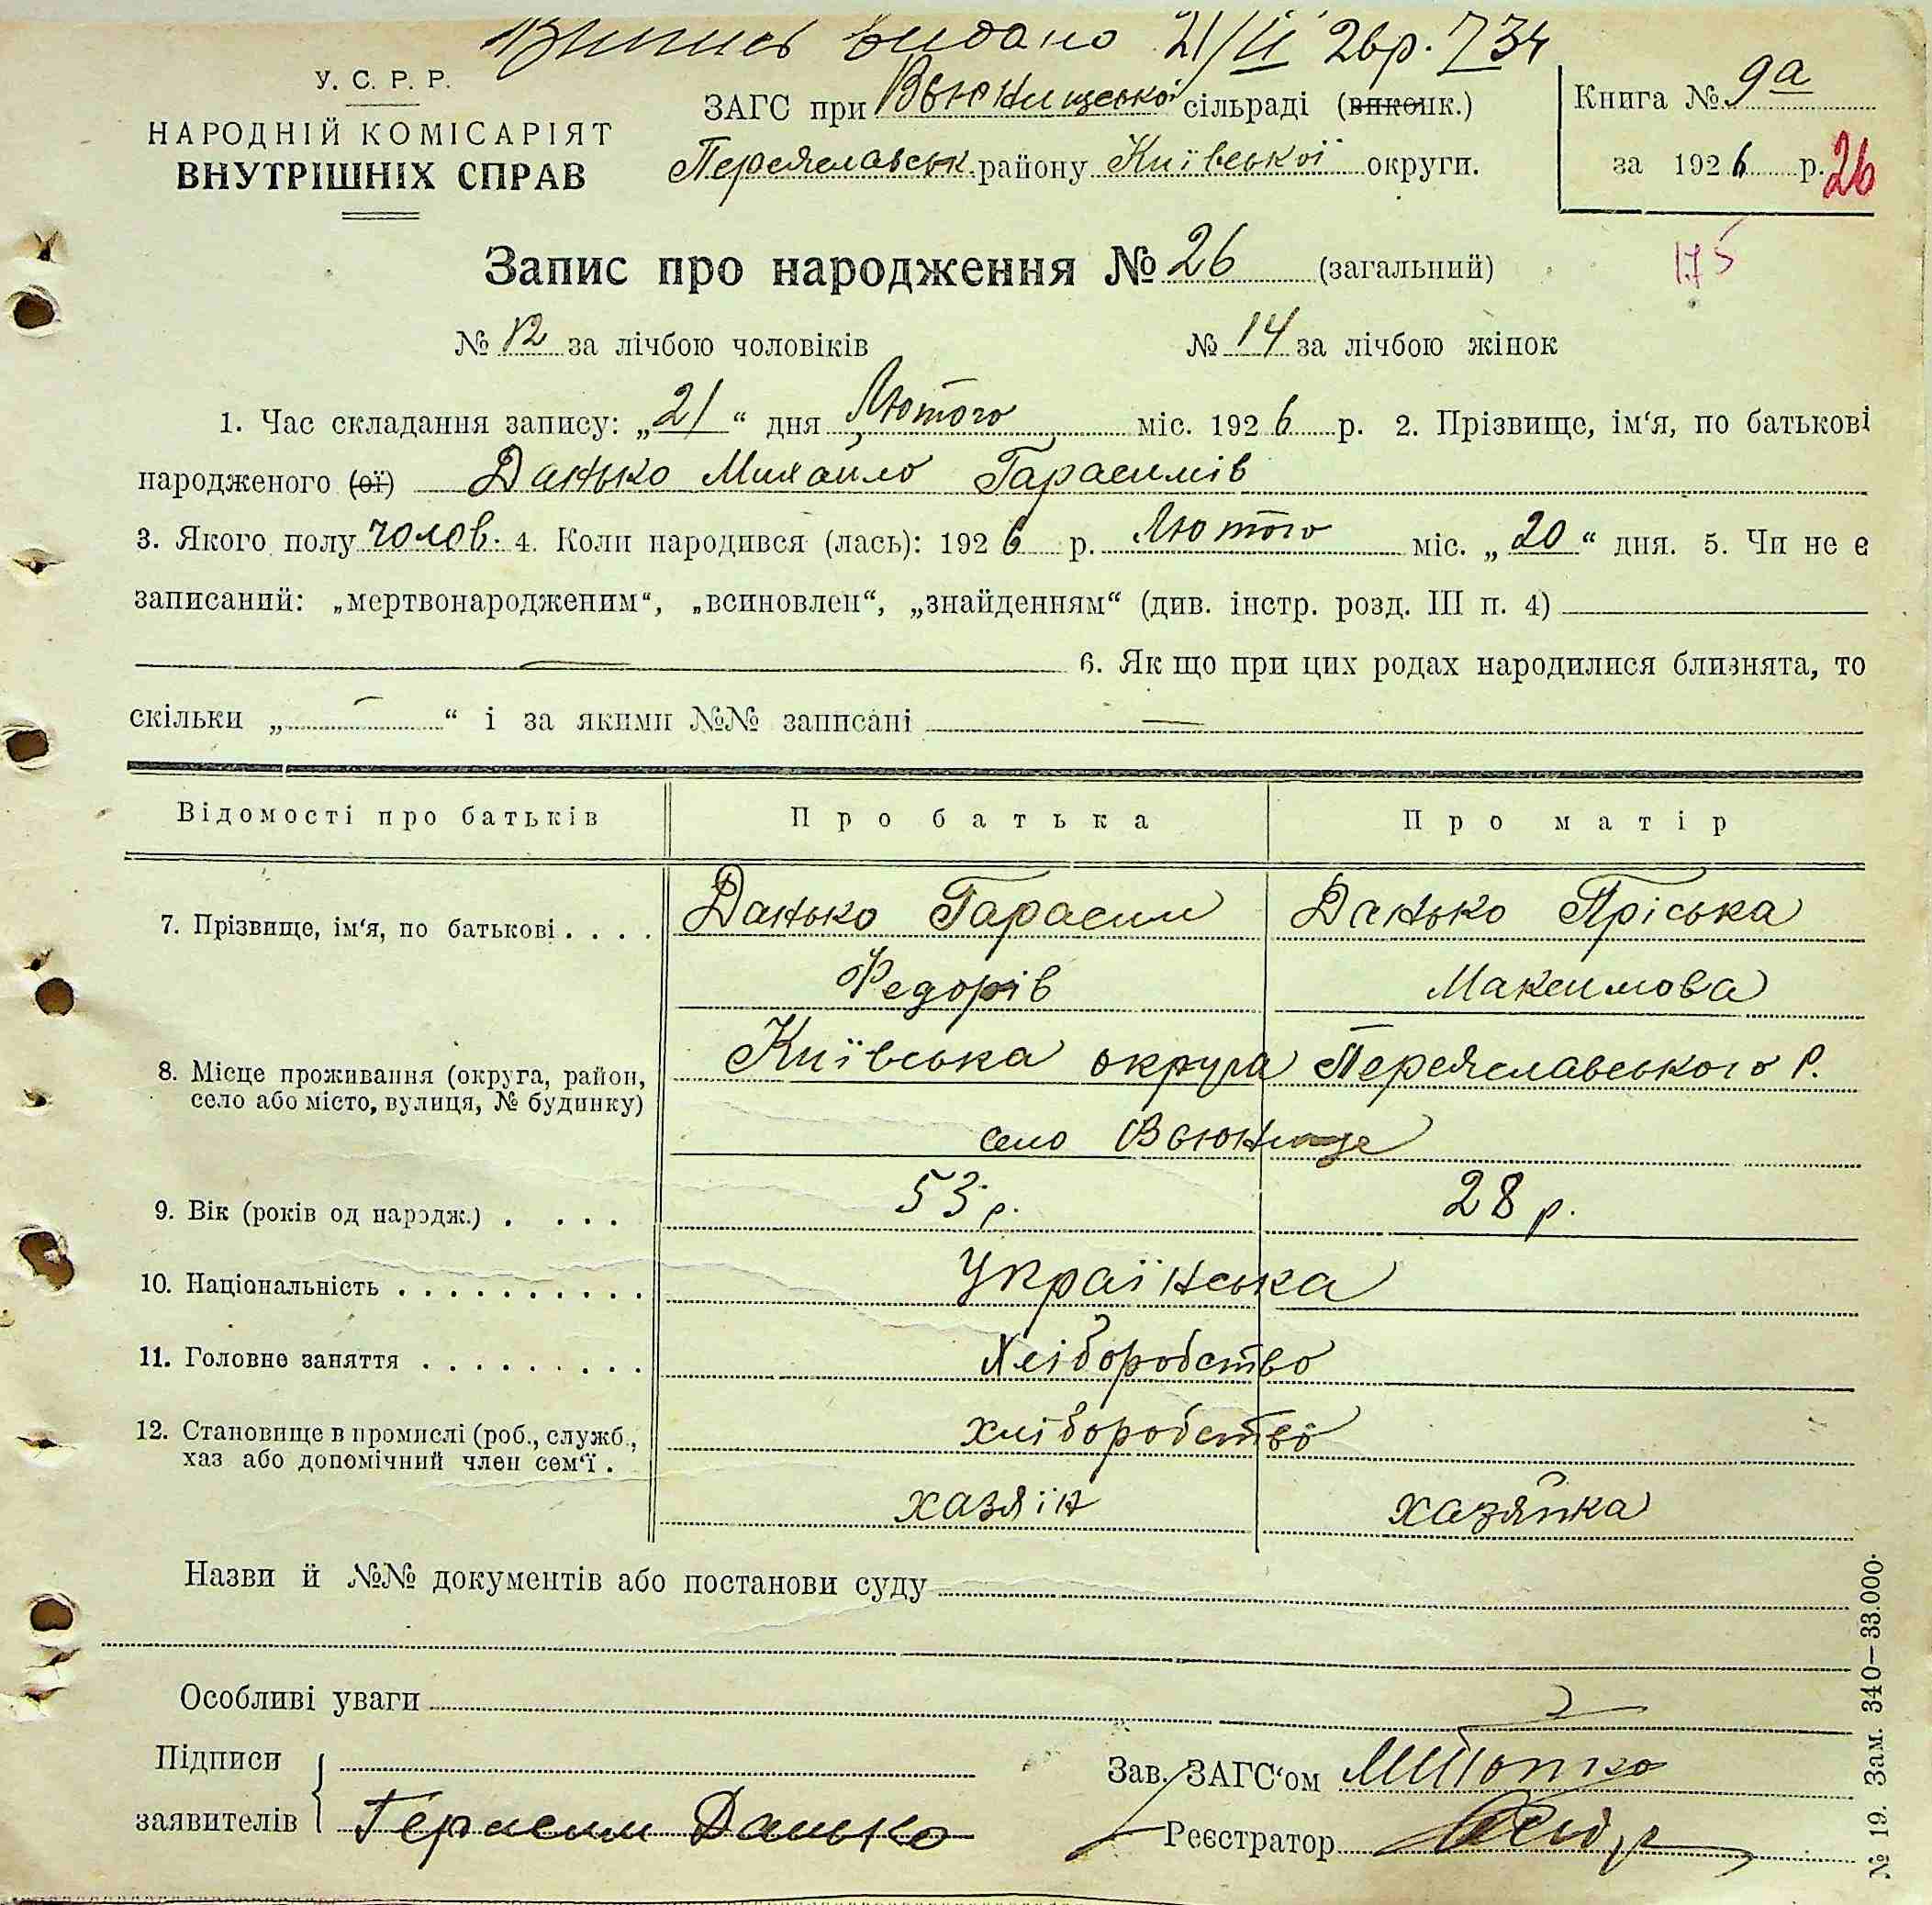 Випись видано 21/II 26р. 734
У. С. Р. Р.
НАРОДНІЙ КОМІСАРІЯТ
ВНУТРІШНІХ СПРАВ
ЗАГС при Вьюнищської сільраді (виконк.)
Переяславськ. району Київської округи.
Книга № 9а
за 1926 р. 26
175
Запис про народження № 26 (загальний)
№ 12 за лічбою чоловіків № 14 за лічбою жінок
1. Час складання запису: „21“ дня Лютого міс. 1926 р. 2. Прізвище, ім‘я, по батькові
народженого (ої) Данько Михайло Гарасимів
3. Якого полу чолов. 4. Коли народився (лась): 1926 р. Лютого міс. „20“ дня. 5. Чи не є
записаний: „мертвонародженим“, „всиновлен“, „знайденням“ (див. інстр. розд. III п. 4)
6. Як що при цих родах народилися близнята, то
скільки „ — “ і за якими №№ записані —
Відомості про батьків Про батька Про матір
7. Прізвище, ім‘я, по батькові . . . . Данько Гарасим Данько Пріська
Федорів Максимова
8. Місце проживання (округа, район, Київська округа Переяславського Р.
село або місто, вулиця, № будинку)
село Вьюнище
9. Вік (років од народж.) . . . . 53 р. 28 р.
10. Національність . . . . . . . . . . Українська
11. Головне заняття . . . . . . . . . Хліборобство
12. Становище в промислі (роб., служб., хліборобство
хаз або допомічний член сем‘ї .
хазяїн хазяйка
Назви й №№ документів або постанови суду
Особливі уваги
Підписи
заявителів Герасим Данько
Зав. ЗАГС‘ом
Реєстратор
№ 19. Зам. 340—33.000.